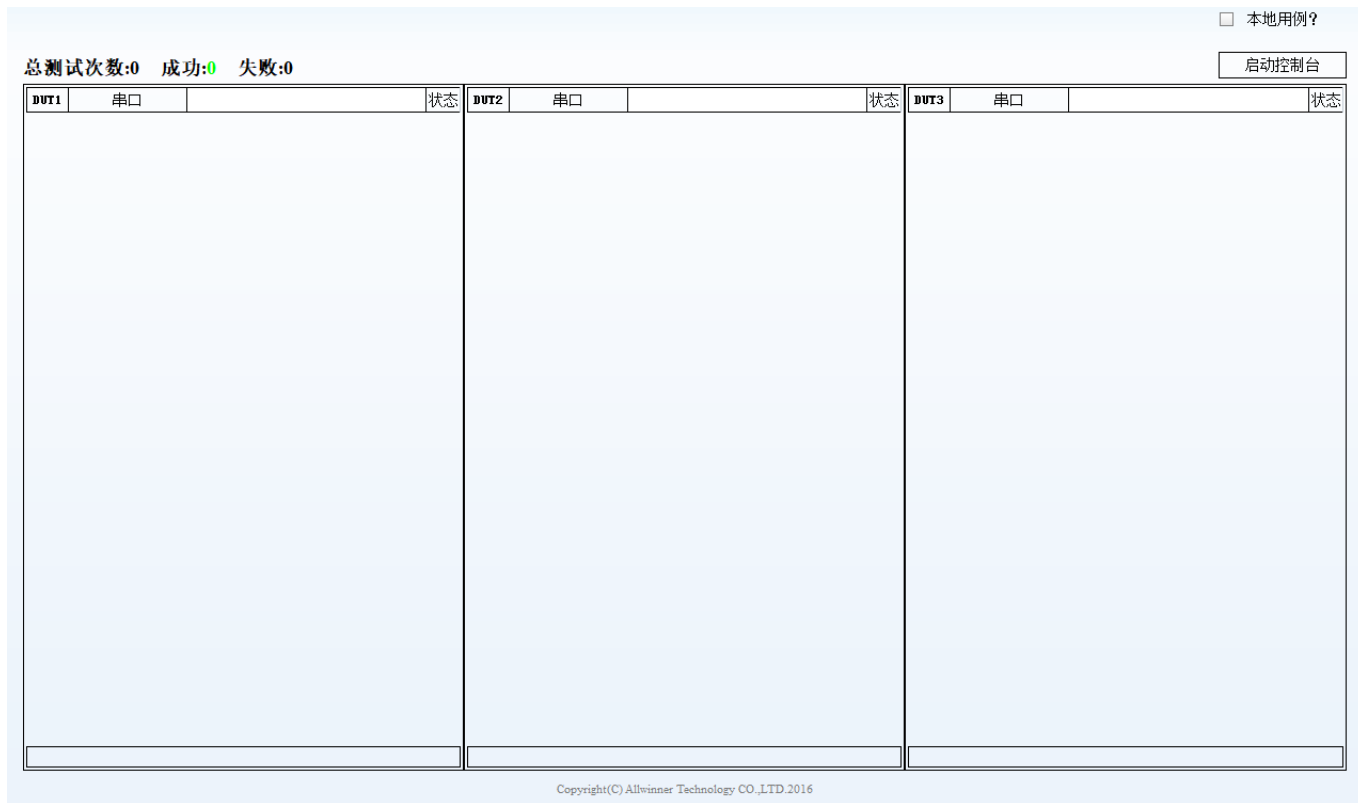 本地用例?
总测试次数:0 成功:0 失败:0 启动控制台
DUT1 串口 状态 DUT2 串口 状态 DUT3 串口 状态
Copyright(C) Allwinner Technology CO.,LTD.2016